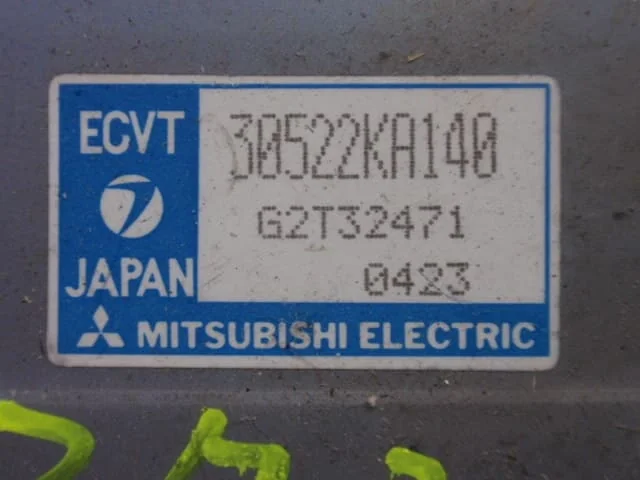 ECVT 30522KA140
G2T32471
JAPAN 0423
MITSUBISHI ELECTRIC